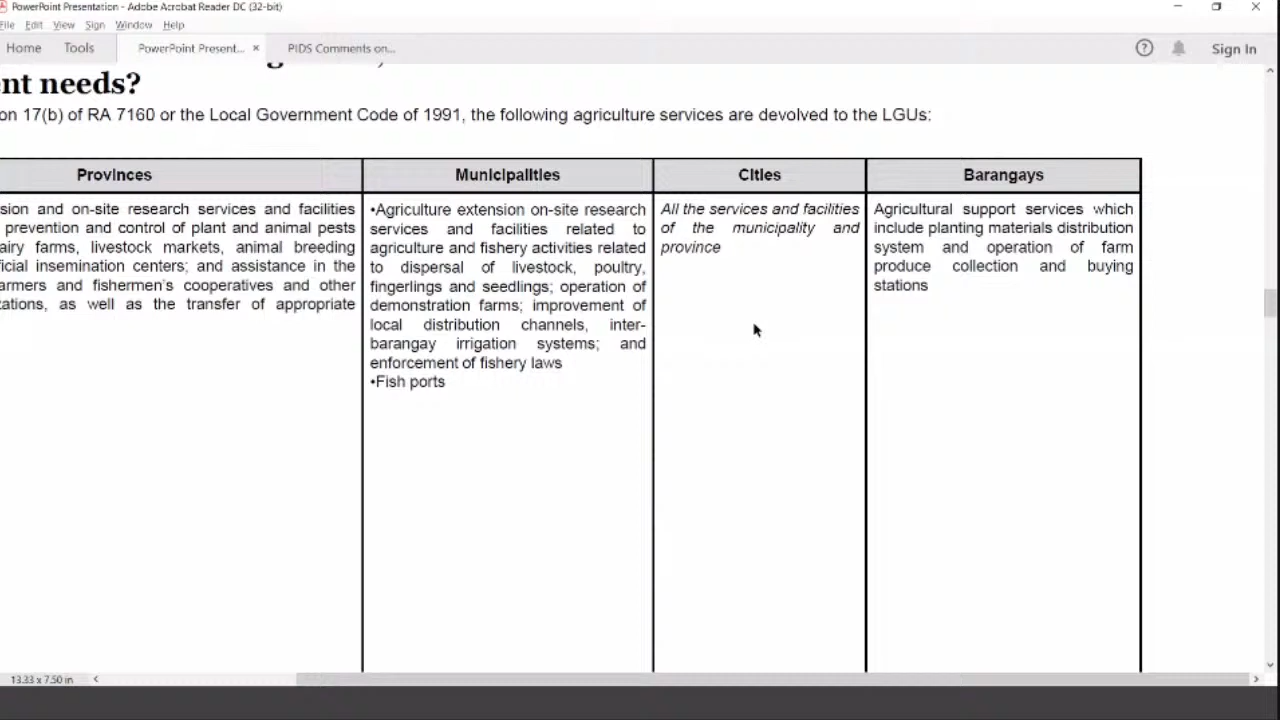 PowerPoint Presentation - Adobe Acrobat Reader DC (32-bit)
File Edit View Sign Window Help
Home Tools PowerPoint Present... × PIDS Comments on... Sign In
ent needs?
on 17(b) of RA 7160 or the Local Government Code of 1991, the following agriculture services are devolved to the LGUs:
Provinces Municipalities Cities Barangays
sion and on-site research services and facilities
prevention and control of plant and animal pests
airy farms, livestock markets, animal breeding
icial insemination centers; and assistance in the
armers and fishermen's cooperatives and other
zations, as well as the transfer of appropriate
•Agriculture extension on-site research
services and facilities related to
agriculture and fishery activities related
to dispersal of livestock, poultry,
fingerlings and seedlings; operation of
demonstration farms; improvement of
local distribution channels, inter-
barangay irrigation systems; and
enforcement of fishery laws
•Fish ports
All the services and facilities
of the municipality and
province
Agricultural support services which
include planting materials distribution
system and operation of farm
produce collection and buying
stations
13.33 x 7.50 in